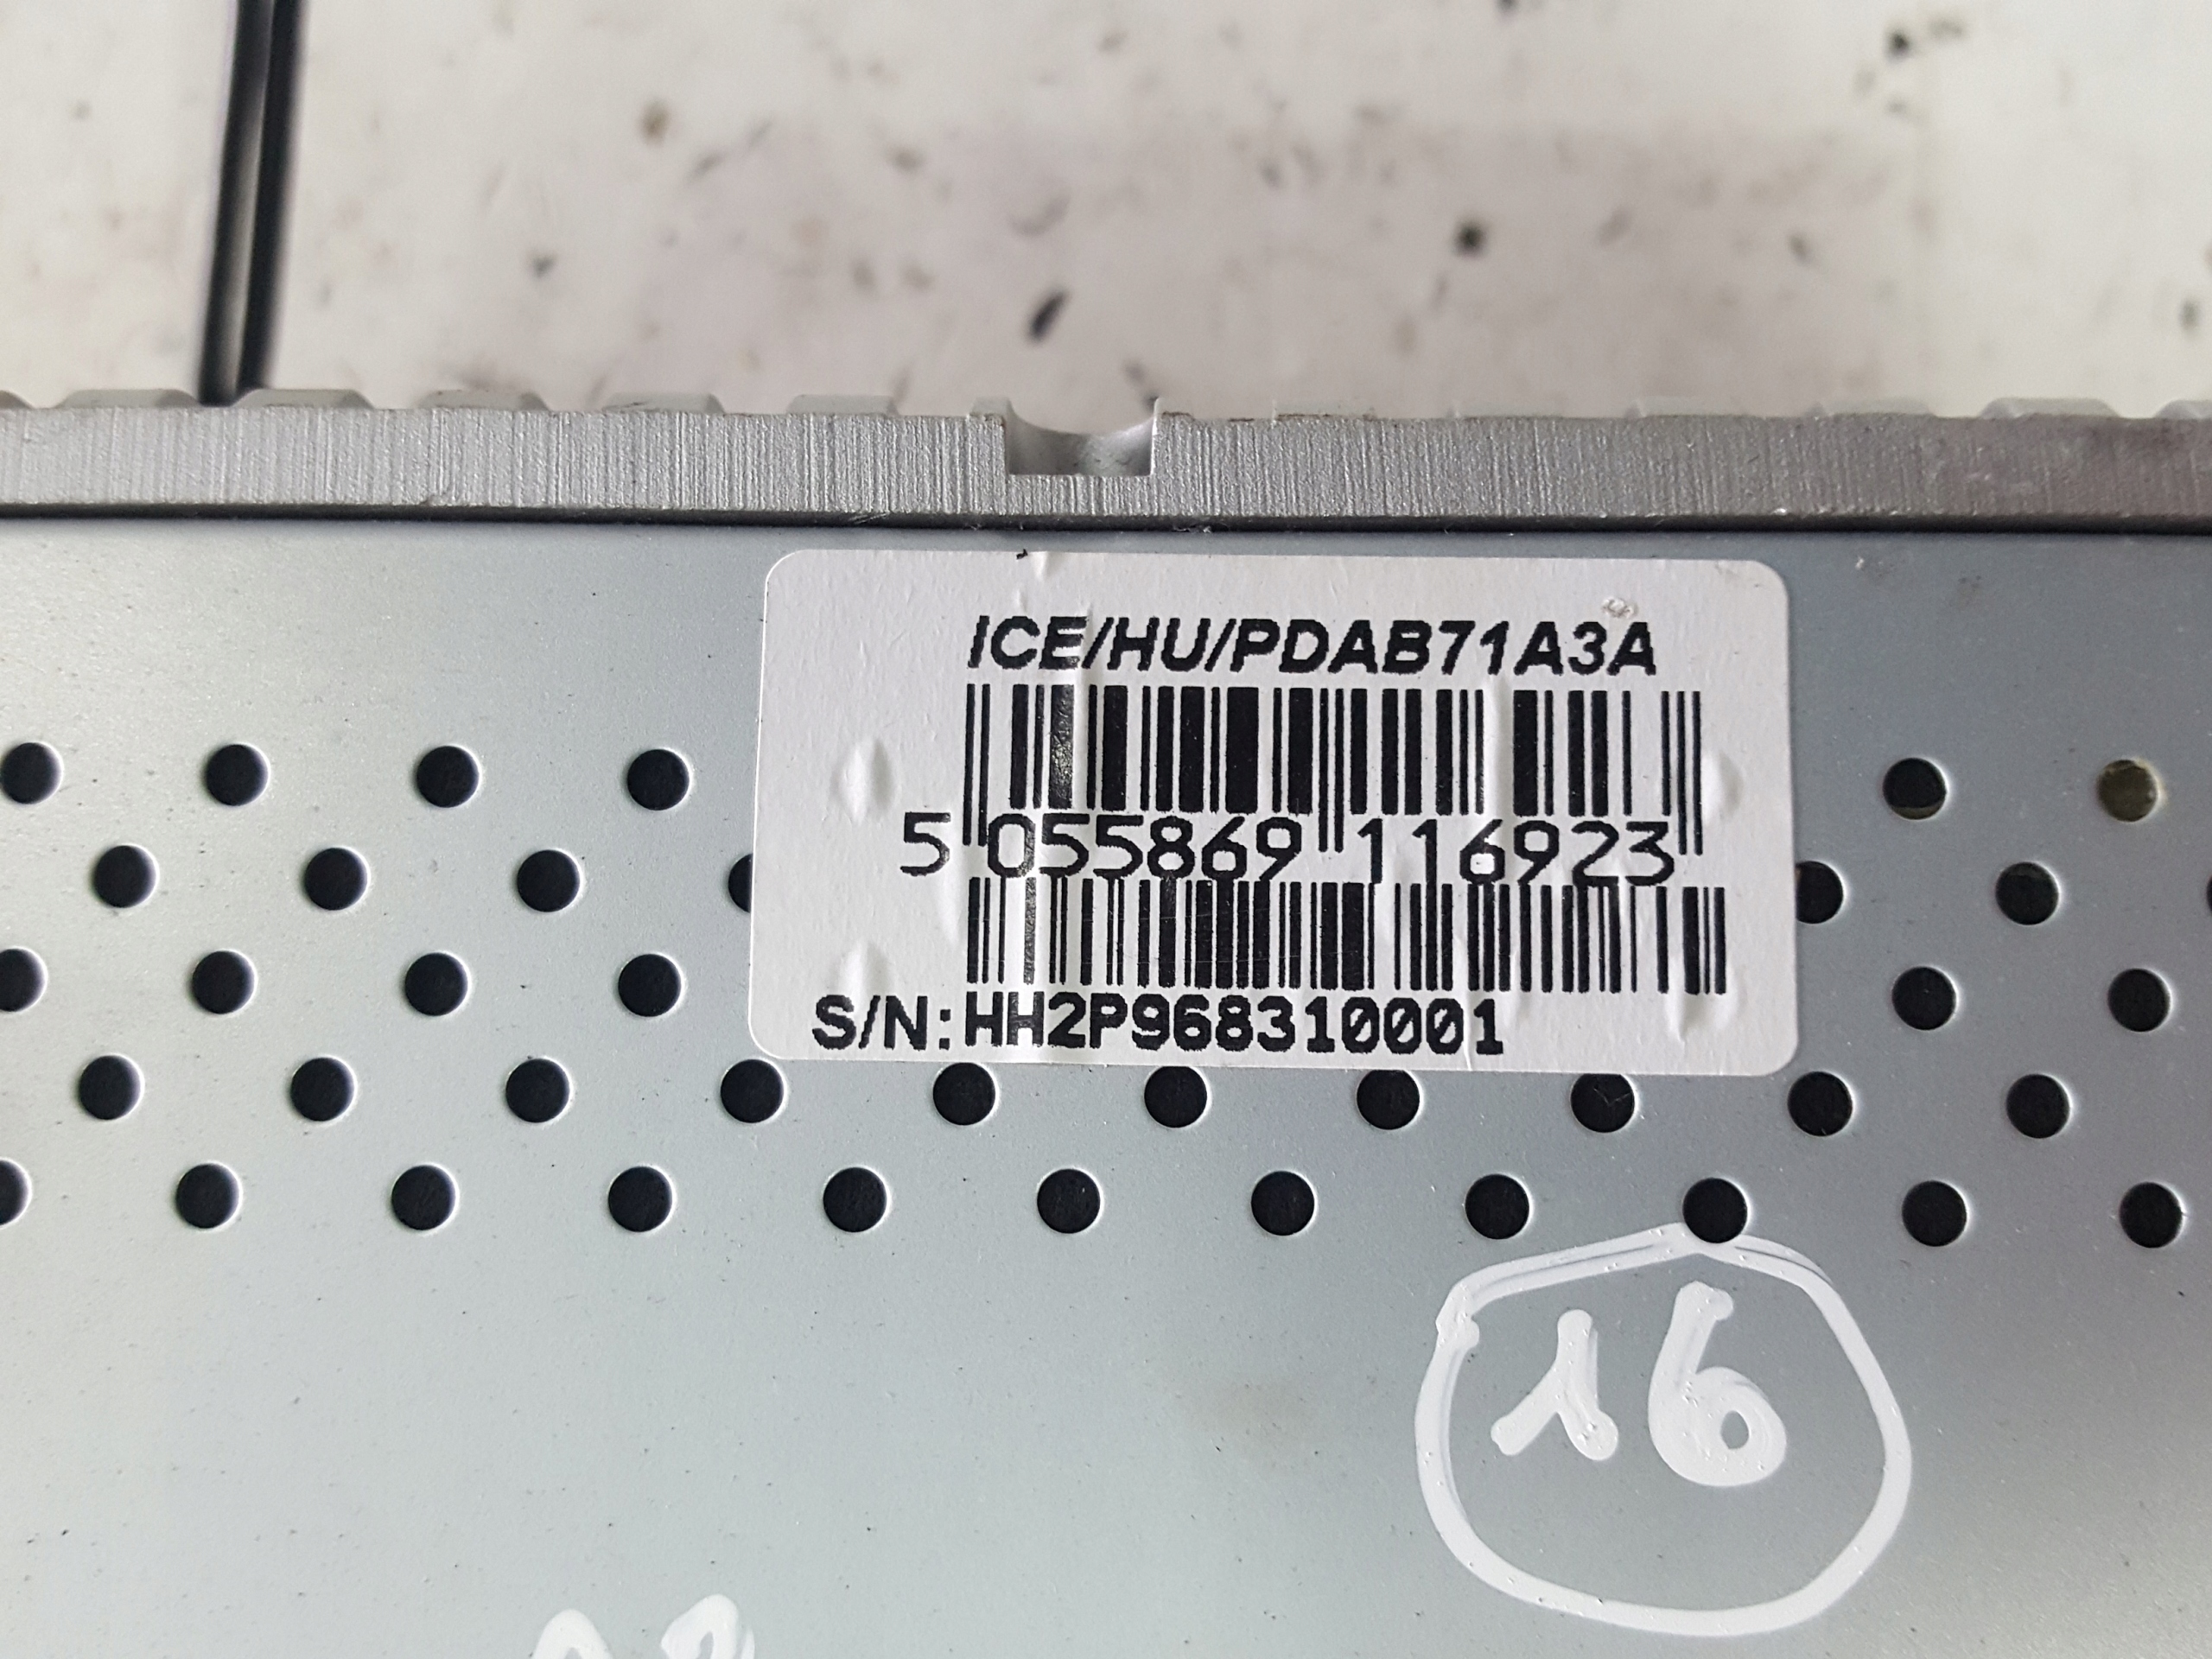 ICE/HU/PDAB71A3A
5 055869 116923
S/N:HH2P968310001
16